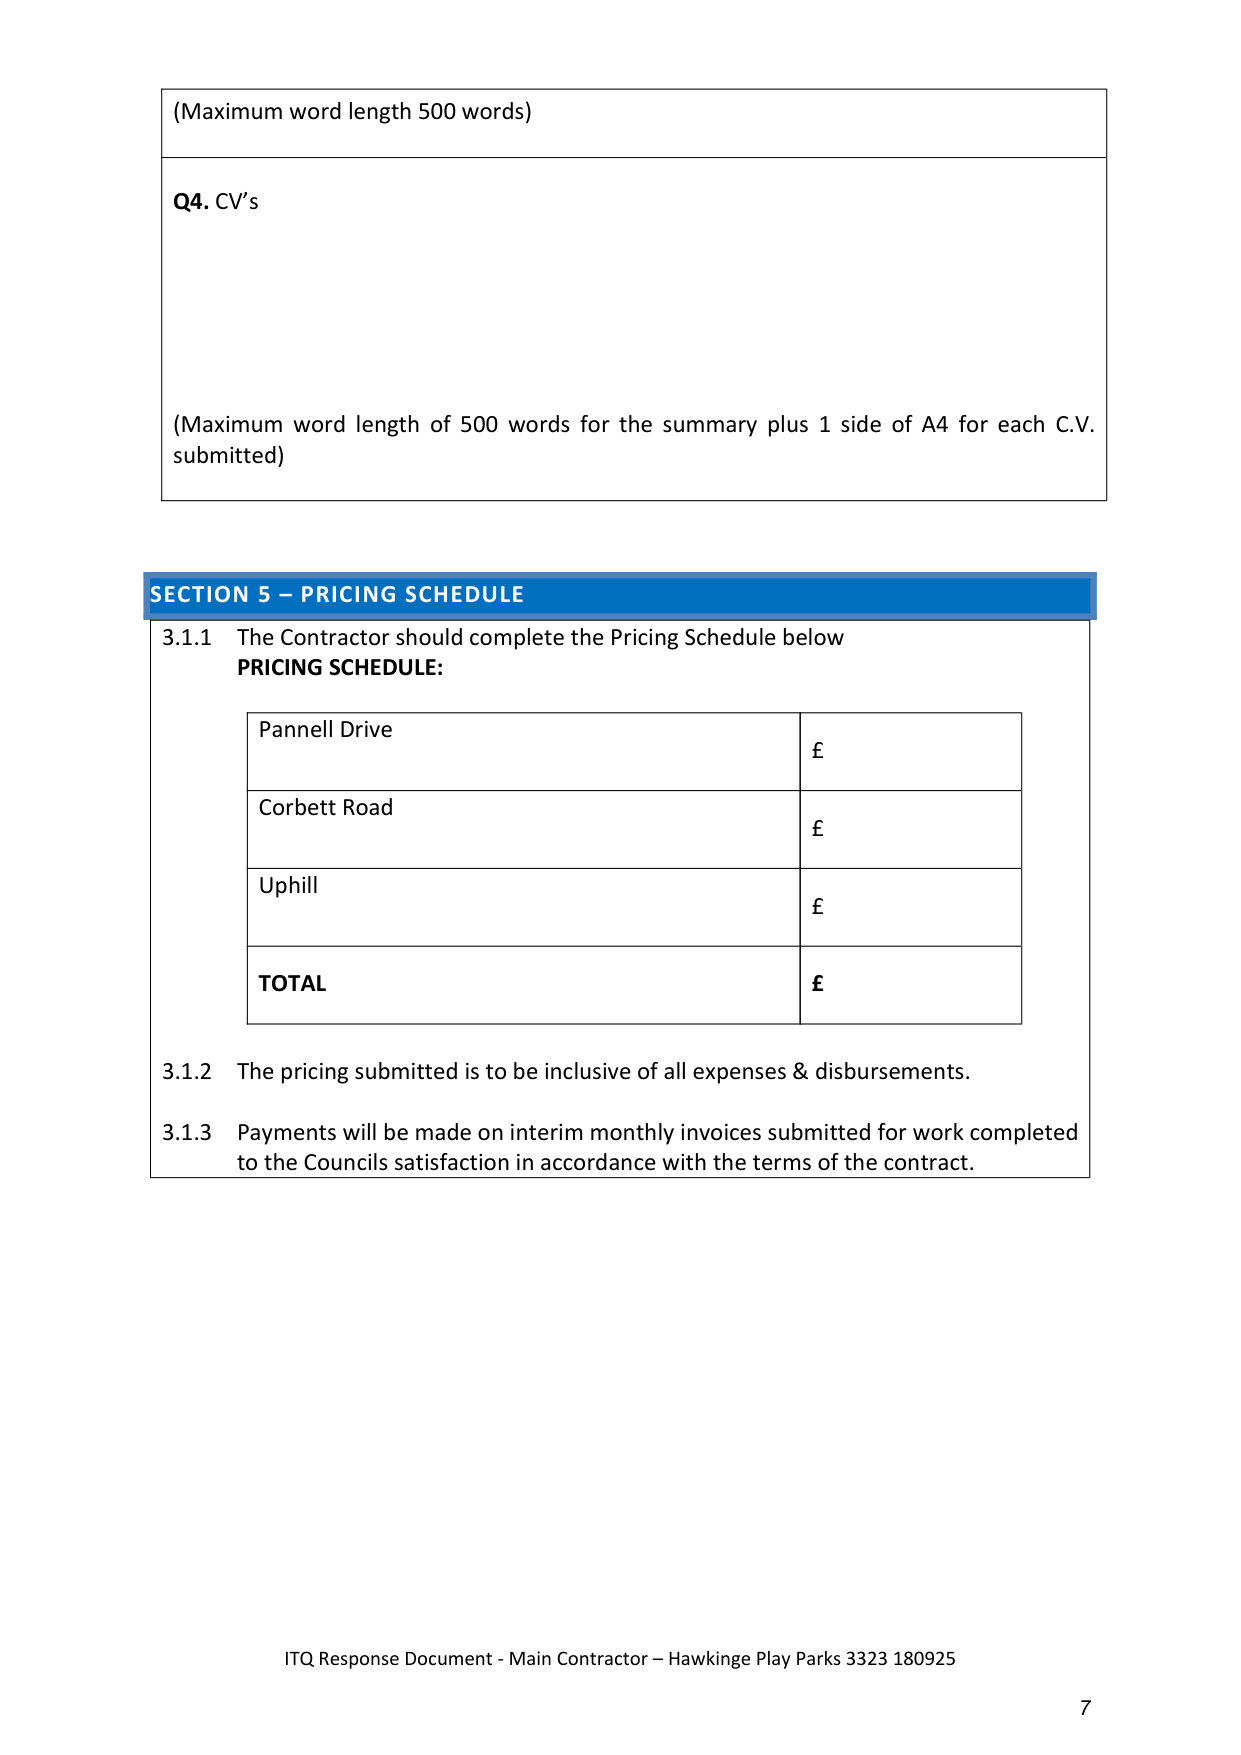 (Maximum word length 500 words)
Q4. CV’s
(Maximum word length of 500 words for the summary plus 1 side of A4 for each C.V.
submitted)
SECTION 5 – PRICING SCHEDULE
3.1.1 The Contractor should complete the Pricing Schedule below
PRICING SCHEDULE:
Pannell Drive £
Corbett Road £
Uphill £
TOTAL £
3.1.2 The pricing submitted is to be inclusive of all expenses & disbursements.
3.1.3 Payments will be made on interim monthly invoices submitted for work completed
to the Councils satisfaction in accordance with the terms of the contract.
ITQ Response Document - Main Contractor – Hawkinge Play Parks 3323 180925
7